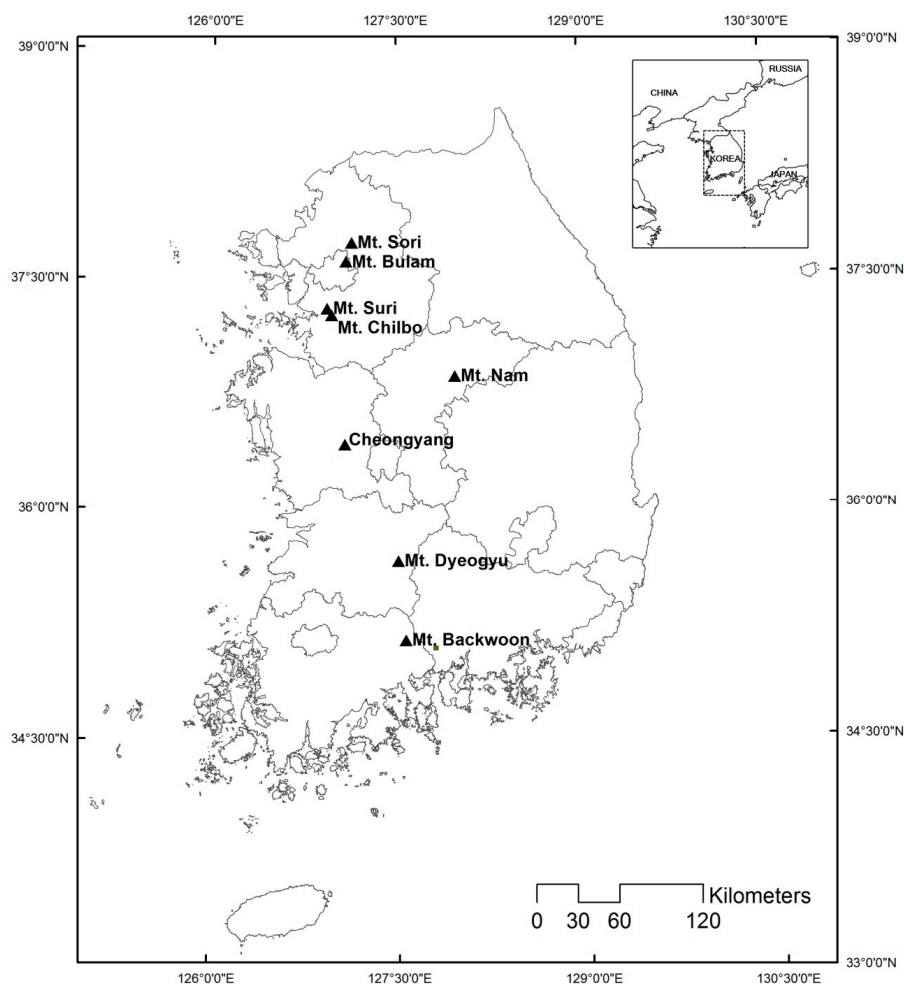 126°0'0"E
127°30'0"E
129°0'0"E
130°30'0"E
39°0'0"N
39°0'0"N
RUSSIA
CHINA
KOREA
JAPAN
Mt. Sori
Mt. Bulam
37°30'0"N
37°30'0"N
Mt. Suri
Mt. Chilbo
Mt. Nam
Cheongyang
36°0'0"N
36°0'0"N
Mt. Dyeogyu
Mt. Backwoon
34°30'0"N
34°30'0"N
Kilometers
0 30 60 120
33°0'0"N
126°0'0"E
127°30'0"E
129°0'0"E
130°30'0"E